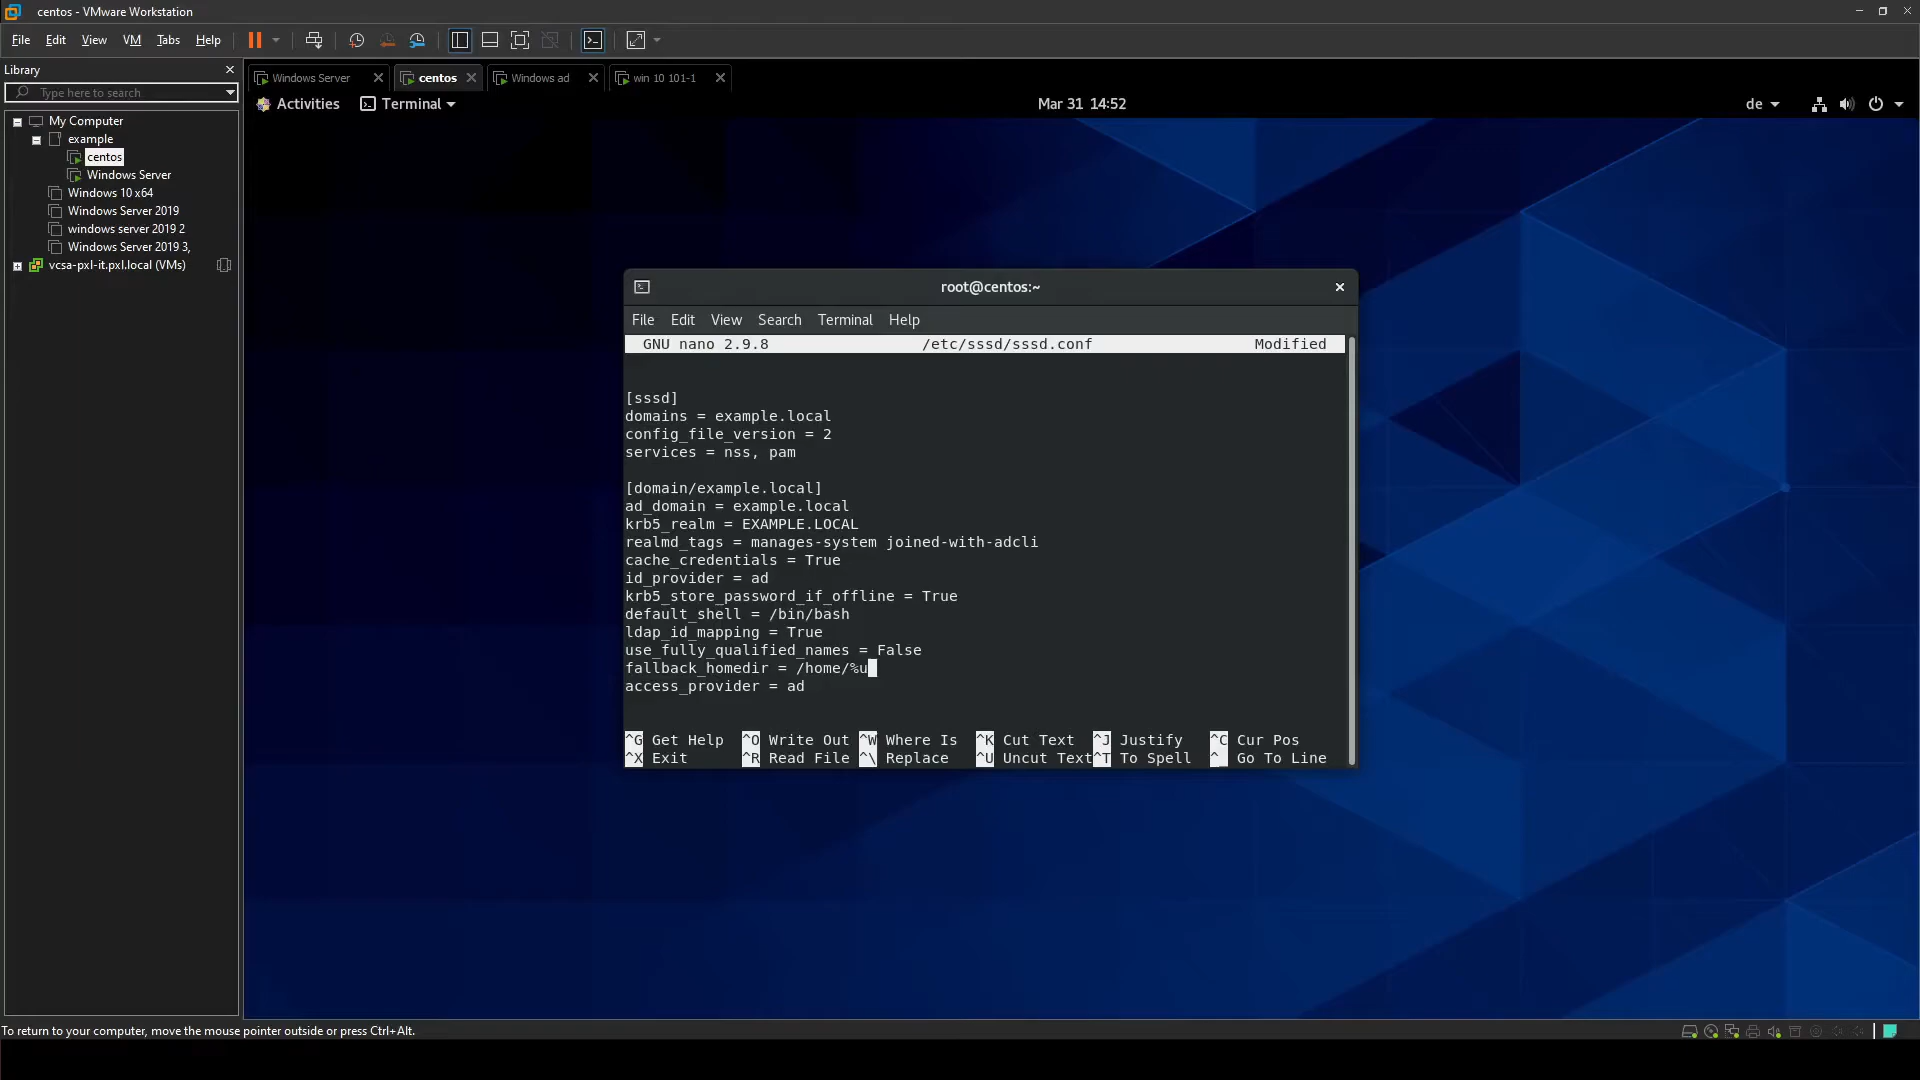 centos - VMware Workstation
File Edit View VM Tabs Help
Library
Type here to search
Windows Server centos Windows ad win 10 101-1
Activities Terminal Mar 31 14:52 de
My Computer
example
centos
Windows Server
Windows 10 x64
Windows Server 2019
windows server 2019 2
Windows Server 2019 3,
vcsa-pxl-it.pxl.local (VMs)
root@centos:~
File Edit View Search Terminal Help
GNU nano 2.9.8 /etc/sssd/sssd.conf Modified
[sssd]
domains = example.local
config_file_version = 2
services = nss, pam
[domain/example.local]
ad_domain = example.local
krb5_realm = EXAMPLE.LOCAL
realmd_tags = manages-system joined-with-adcli
cache_credentials = True
id_provider = ad
krb5_store_password_if_offline = True
default_shell = /bin/bash
ldap_id_mapping = True
use_fully_qualified_names = False
fallback_homedir = /home/%u
access_provider = ad
^G Get Help ^O Write Out ^W Where Is ^K Cut Text ^J Justify ^C Cur Pos
^X Exit ^R Read File ^\ Replace ^U Uncut Text ^T To Spell ^_ Go To Line
To return to your computer, move the mouse pointer outside or press Ctrl+Alt.